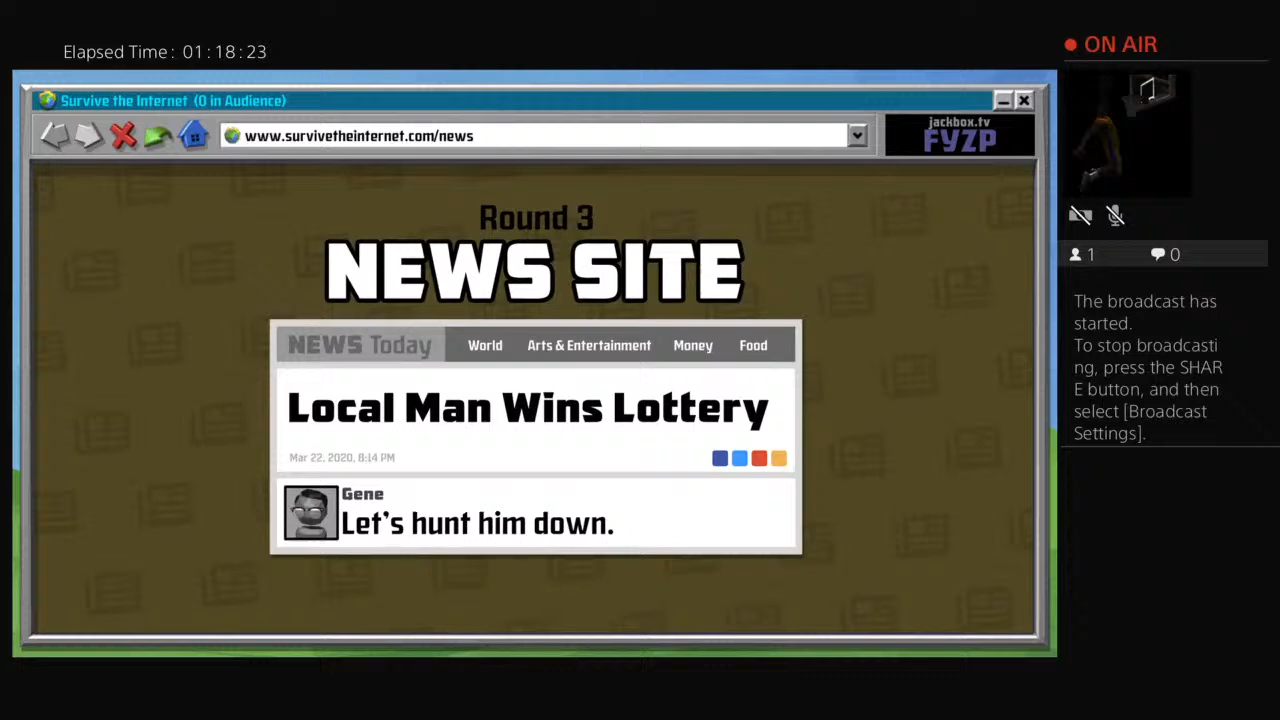 Elapsed Time: 01:18:23
ON AIR
Survive the Internet (0 in Audience)
www.survivetheinternet.com/news
jackbox.tv
FYZP
Round 3
NEWS SITE
NEWS Today World Arts & Entertainment Money Food
Local Man Wins Lottery
Mar 22, 2020, 8:14 PM
Gene
Let's hunt him down.
1 0
The broadcast has
started.
To stop broadcasti
ng, press the SHAR
E button, and then
select [Broadcast
Settings].